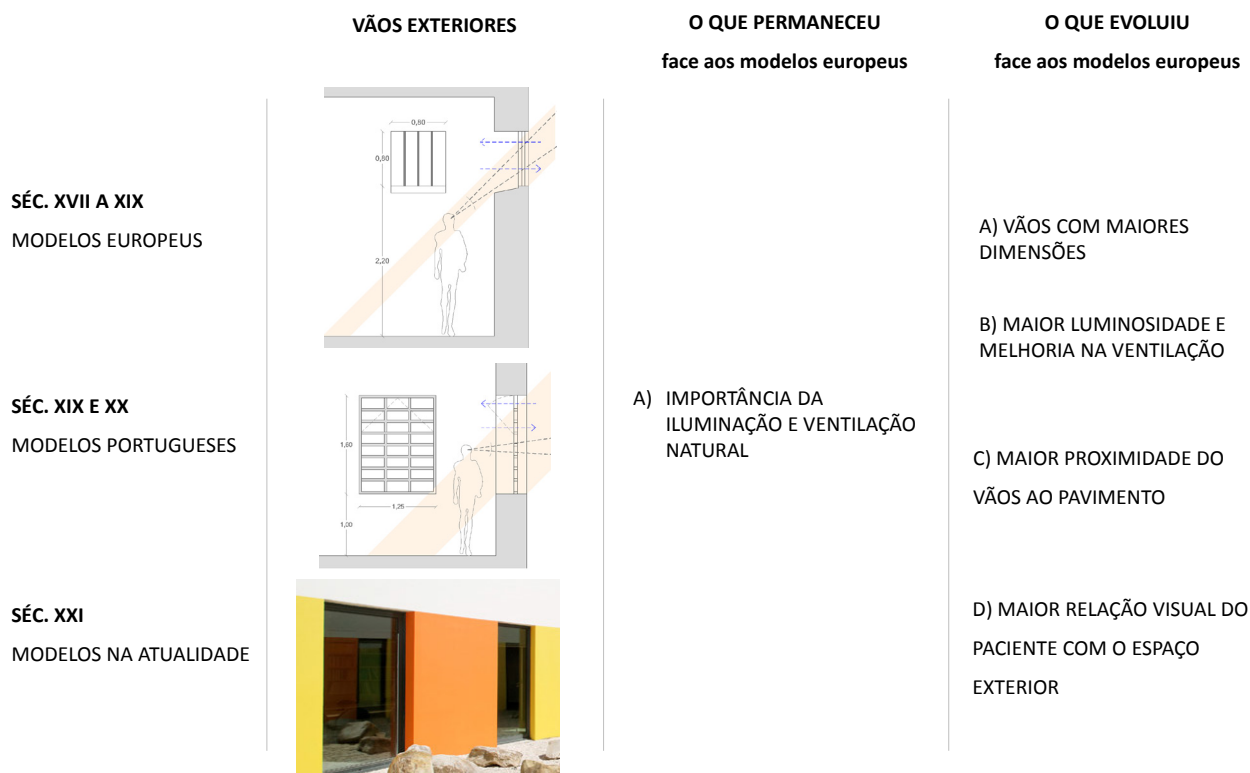 VÃOS EXTERIORES
O QUE PERMANECEU
face aos modelos europeus
O QUE EVOLUIU
face aos modelos europeus
SÉC. XVII A XIX
MODELOS EUROPEUS
0,80
0,80
2,20
SÉC. XIX E XX
MODELOS PORTUGUESES
1,60
1,25
1,00
SÉC. XXI
MODELOS NA ATUALIDADE
A) IMPORTÂNCIA DA
ILUMINAÇÃO E VENTILAÇÃO
NATURAL
A) VÃOS COM MAIORES
DIMENSÕES
B) MAIOR LUMINOSIDADE E
MELHORIA NA VENTILAÇÃO
C) MAIOR PROXIMIDADE DO
VÃOS AO PAVIMENTO
D) MAIOR RELAÇÃO VISUAL DO
PACIENTE COM O ESPAÇO
EXTERIOR